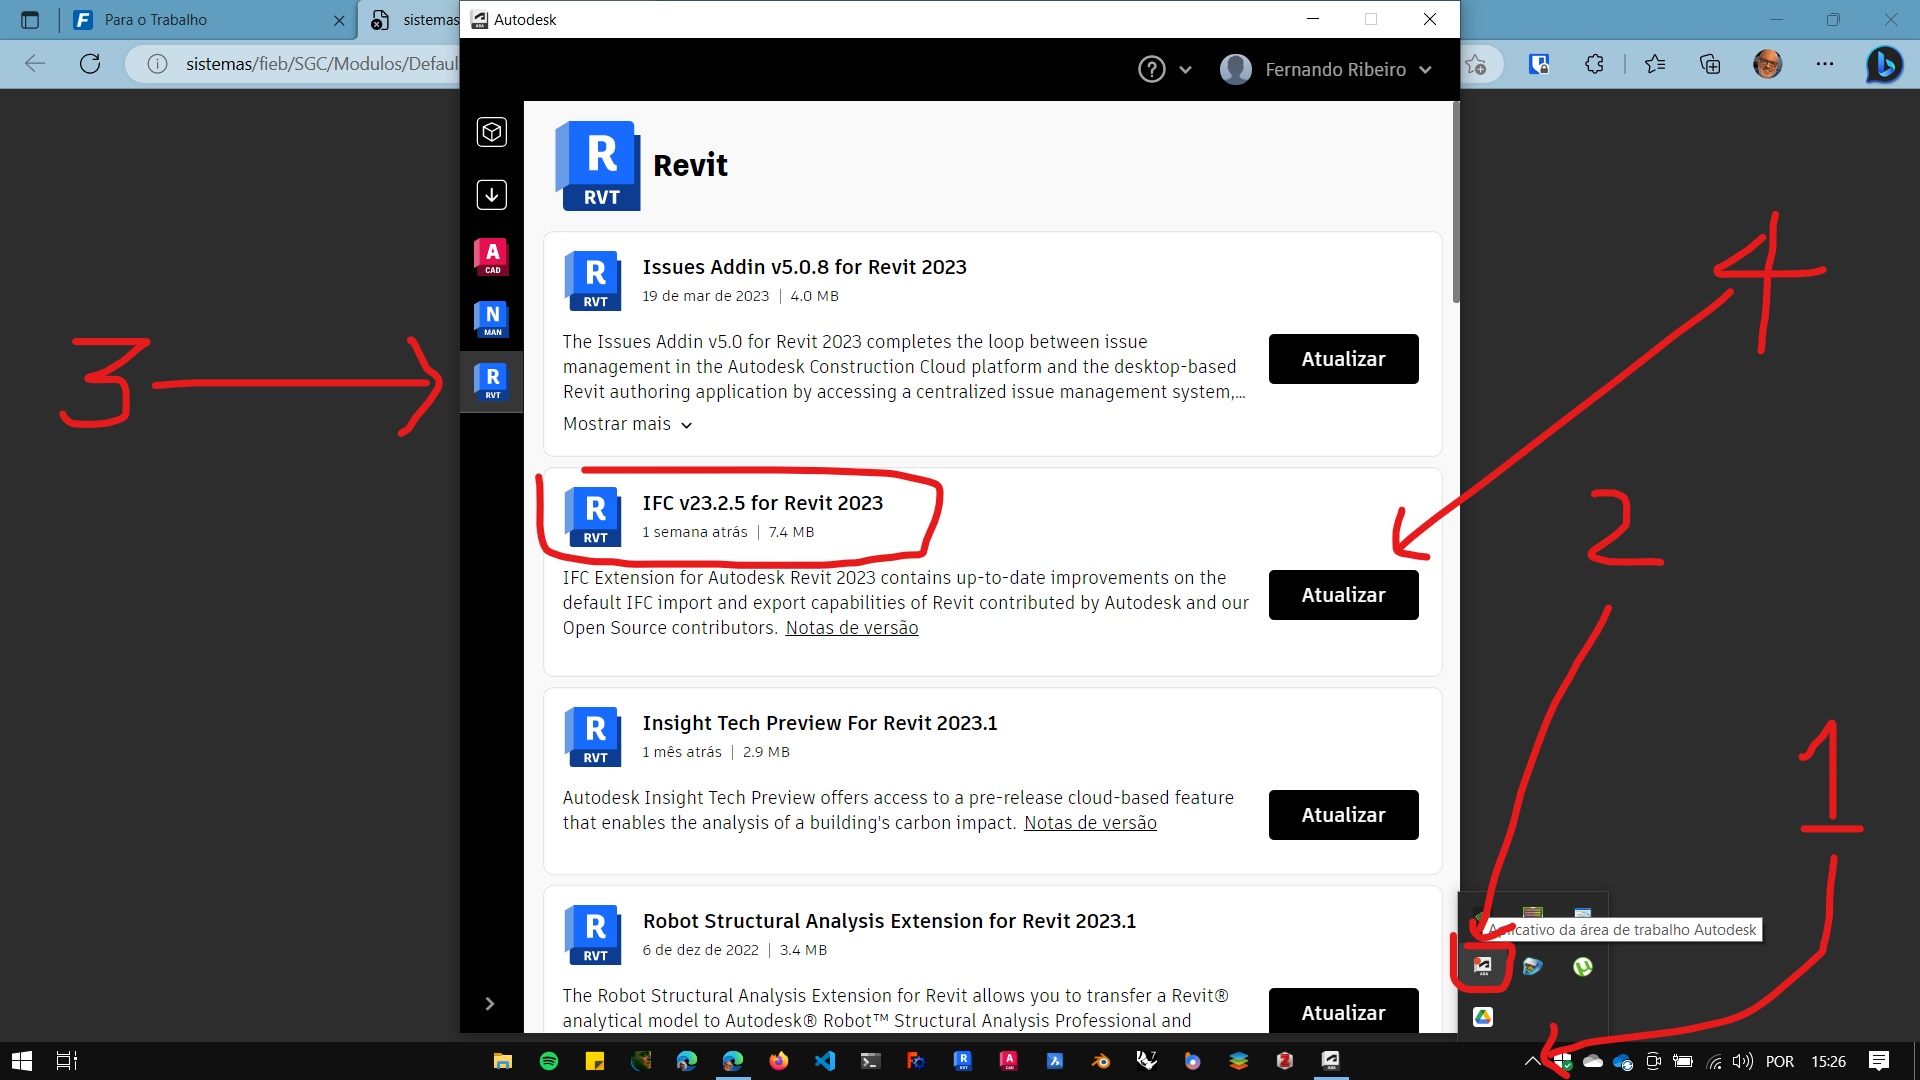 Para o Trabalho
sistemas
Autodesk
sistemas/fieb/SGC/Modulos/Defaul
Fernando Ribeiro
R
RVT
Revit
A
CAD
N
MAN
R
RVT
R
RVT
Issues Addin v5.0.8 for Revit 2023
19 de mar de 2023 | 4.0 MB
The Issues Addin v5.0 for Revit 2023 completes the loop between issue
management in the Autodesk Construction Cloud platform and the desktop-based
Revit authoring application by accessing a centralized issue management system,...
Mostrar mais
Atualizar
R
RVT
IFC v23.2.5 for Revit 2023
1 semana atrás | 7.4 MB
IFC Extension for Autodesk Revit 2023 contains up-to-date improvements on the
default IFC import and export capabilities of Revit contributed by Autodesk and our
Open Source contributors. Notas de versão
Atualizar
R
RVT
Insight Tech Preview For Revit 2023.1
1 mês atrás | 2.9 MB
Autodesk Insight Tech Preview offers access to a pre-release cloud-based feature
that enables the analysis of a building's carbon impact. Notas de versão
Atualizar
R
RVT
Robot Structural Analysis Extension for Revit 2023.1
6 de dez de 2022 | 3.4 MB
The Robot Structural Analysis Extension for Revit allows you to transfer a Revit®
analytical model to Autodesk® Robot™ Structural Analysis Professional and
Atualizar
3
4
2
1
Aplicativo da área de trabalho Autodesk
POR
15:26